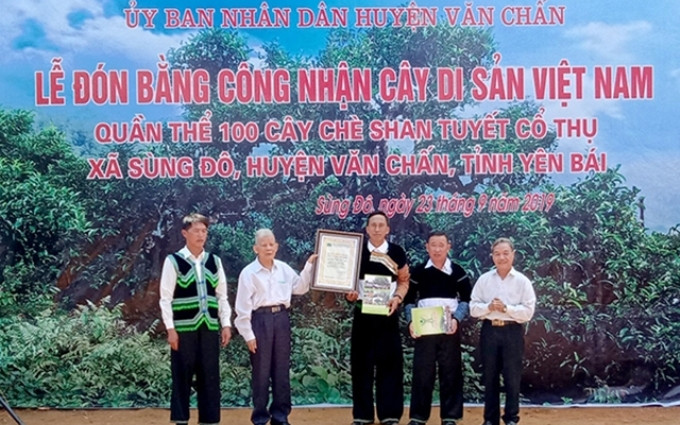 ỦY BAN NHÂN DÂN HUYỆN VĂN CHẤN
LỄ ĐÓN BẰNG CÔNG NHẬN CÂY DI SẢN VIỆT NAM
QUẦN THỂ 100 CÂY CHÈ SHAN TUYẾT CỔ THỤ
XÃ SÙNG ĐÔ, HUYỆN VĂN CHẤN, TỈNH YÊN BÁI
Sùng Đô, ngày 23 tháng 9 năm 2019